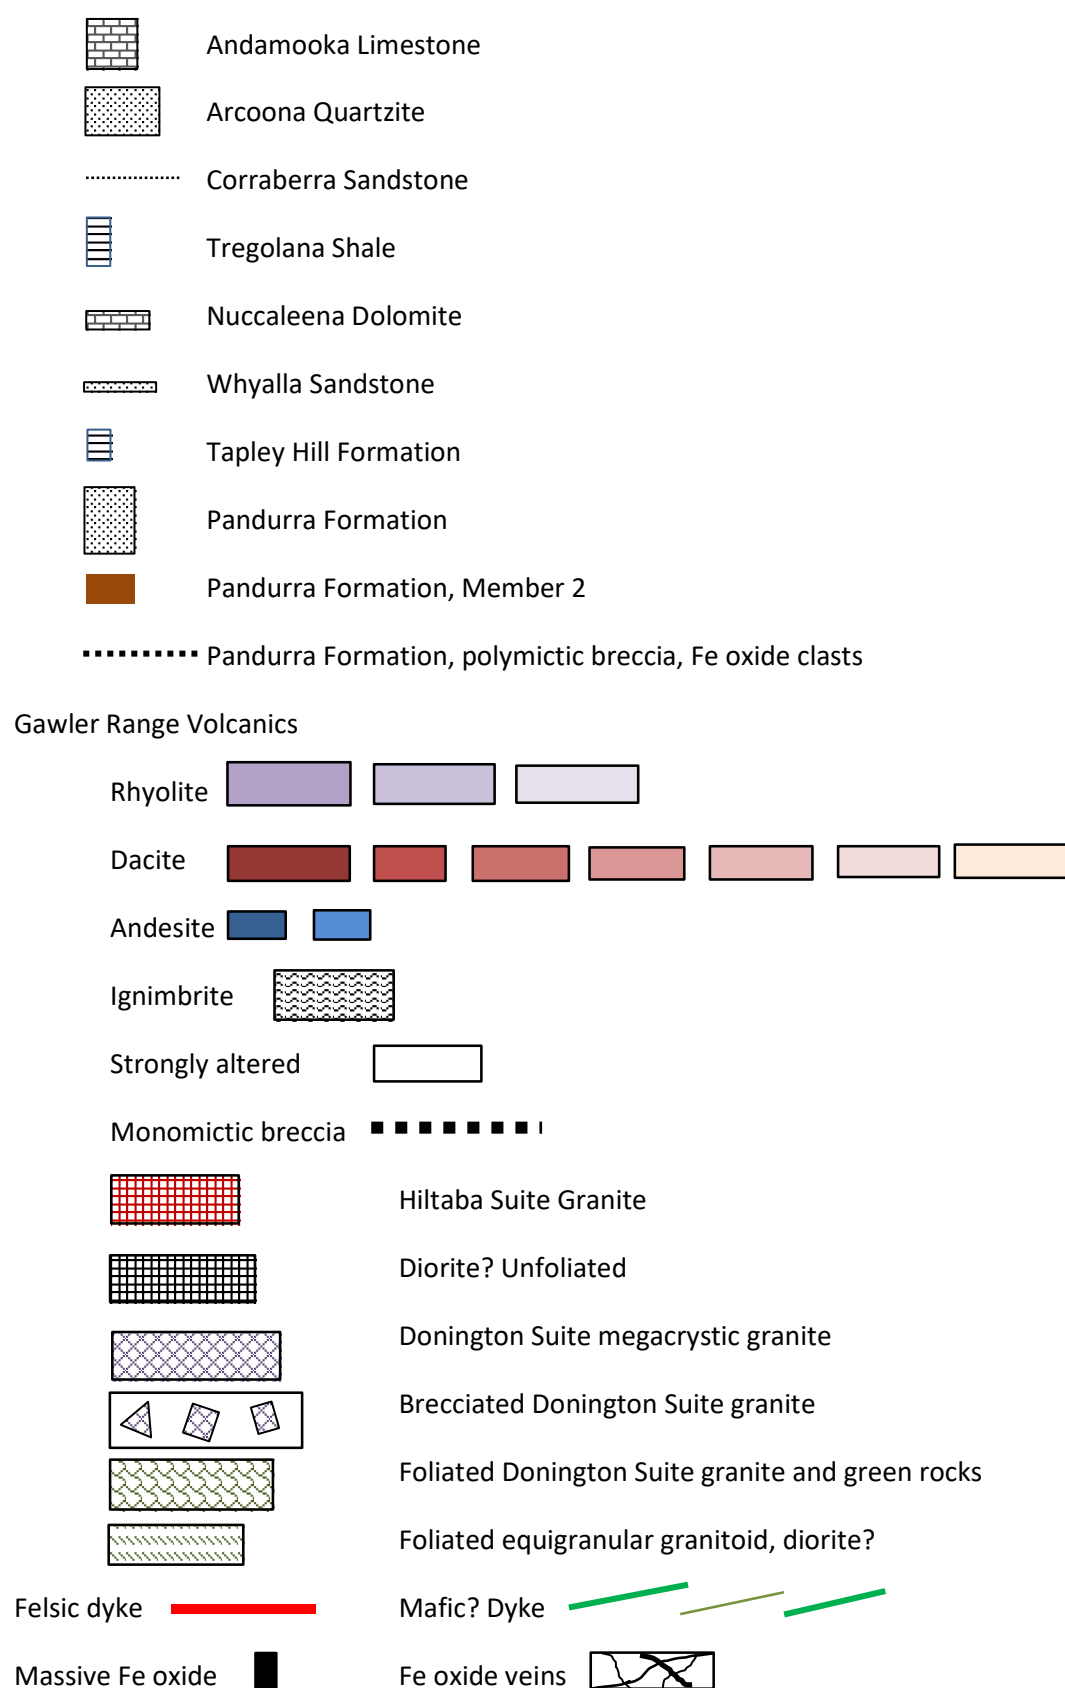 Andamooka Limestone
Arcoona Quartzite
Corraberra Sandstone
Tregolana Shale
Nuccaleena Dolomite
Whyalla Sandstone
Tapley Hill Formation
Pandurra Formation
Pandurra Formation, Member 2
Pandurra Formation, polymictic breccia, Fe oxide clasts
Gawler Range Volcanics
Rhyolite
Dacite
Andesite
Ignimbrite
Strongly altered
Monomictic breccia
Hiltaba Suite Granite
Diorite? Unfoliated
Donington Suite megacrystic granite
Brecciated Donington Suite granite
Foliated Donington Suite granite and green rocks
Foliated equigranular granitoid, diorite?
Felsic dyke Mafic? Dyke
Massive Fe oxide Fe oxide veins